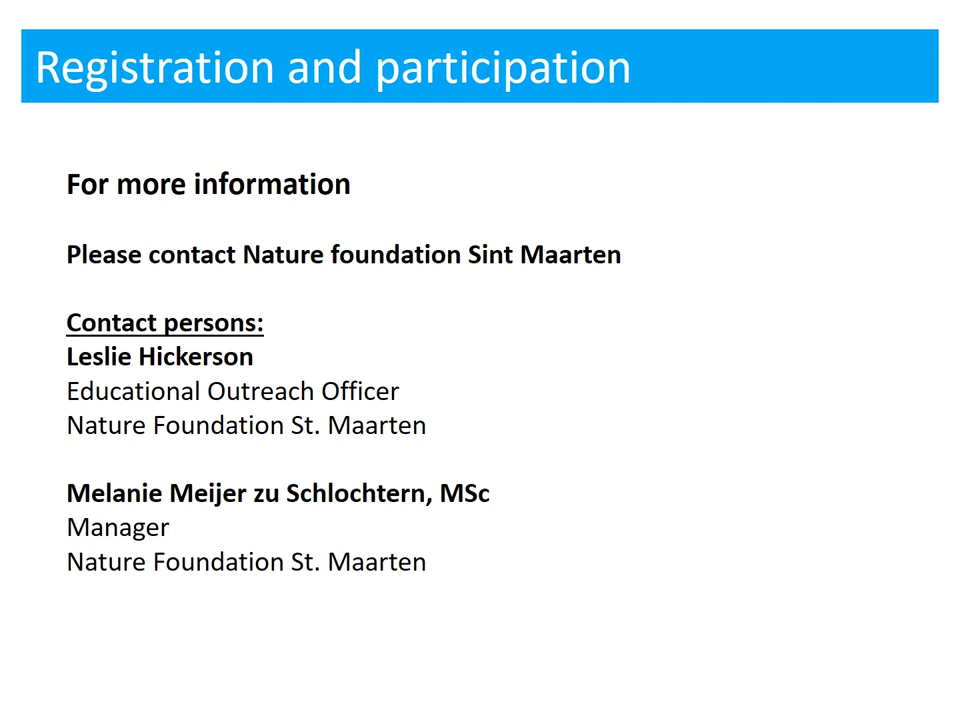 Registration and participation
For more information
Please contact Nature foundation Sint Maarten
Contact persons:
Leslie Hickerson
Educational Outreach Officer
Nature Foundation St. Maarten
Melanie Meijer zu Schlochtern, MSc
Manager
Nature Foundation St. Maarten